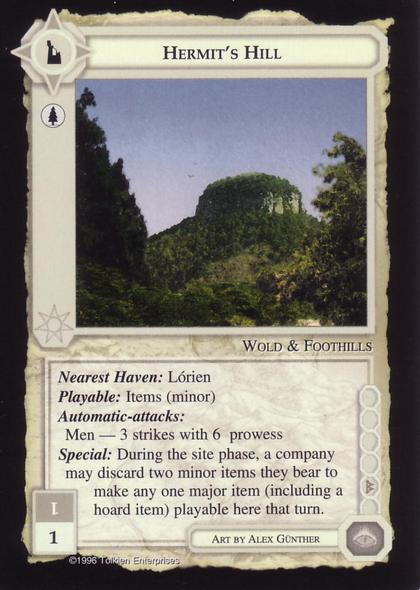 HERMIT'S HILL
WOLD & FOOTHILLS
Nearest Haven: Lórien
Playable: Items (minor)
Automatic-attacks:
Men — 3 strikes with 6 prowess
Special: During the site phase, a company
may discard two minor items they bear to
make any one major item (including a
hoard item) playable here that turn.
1
1
ART BY ALEX GÜNTHER
©1996 Tolkien Enterprises